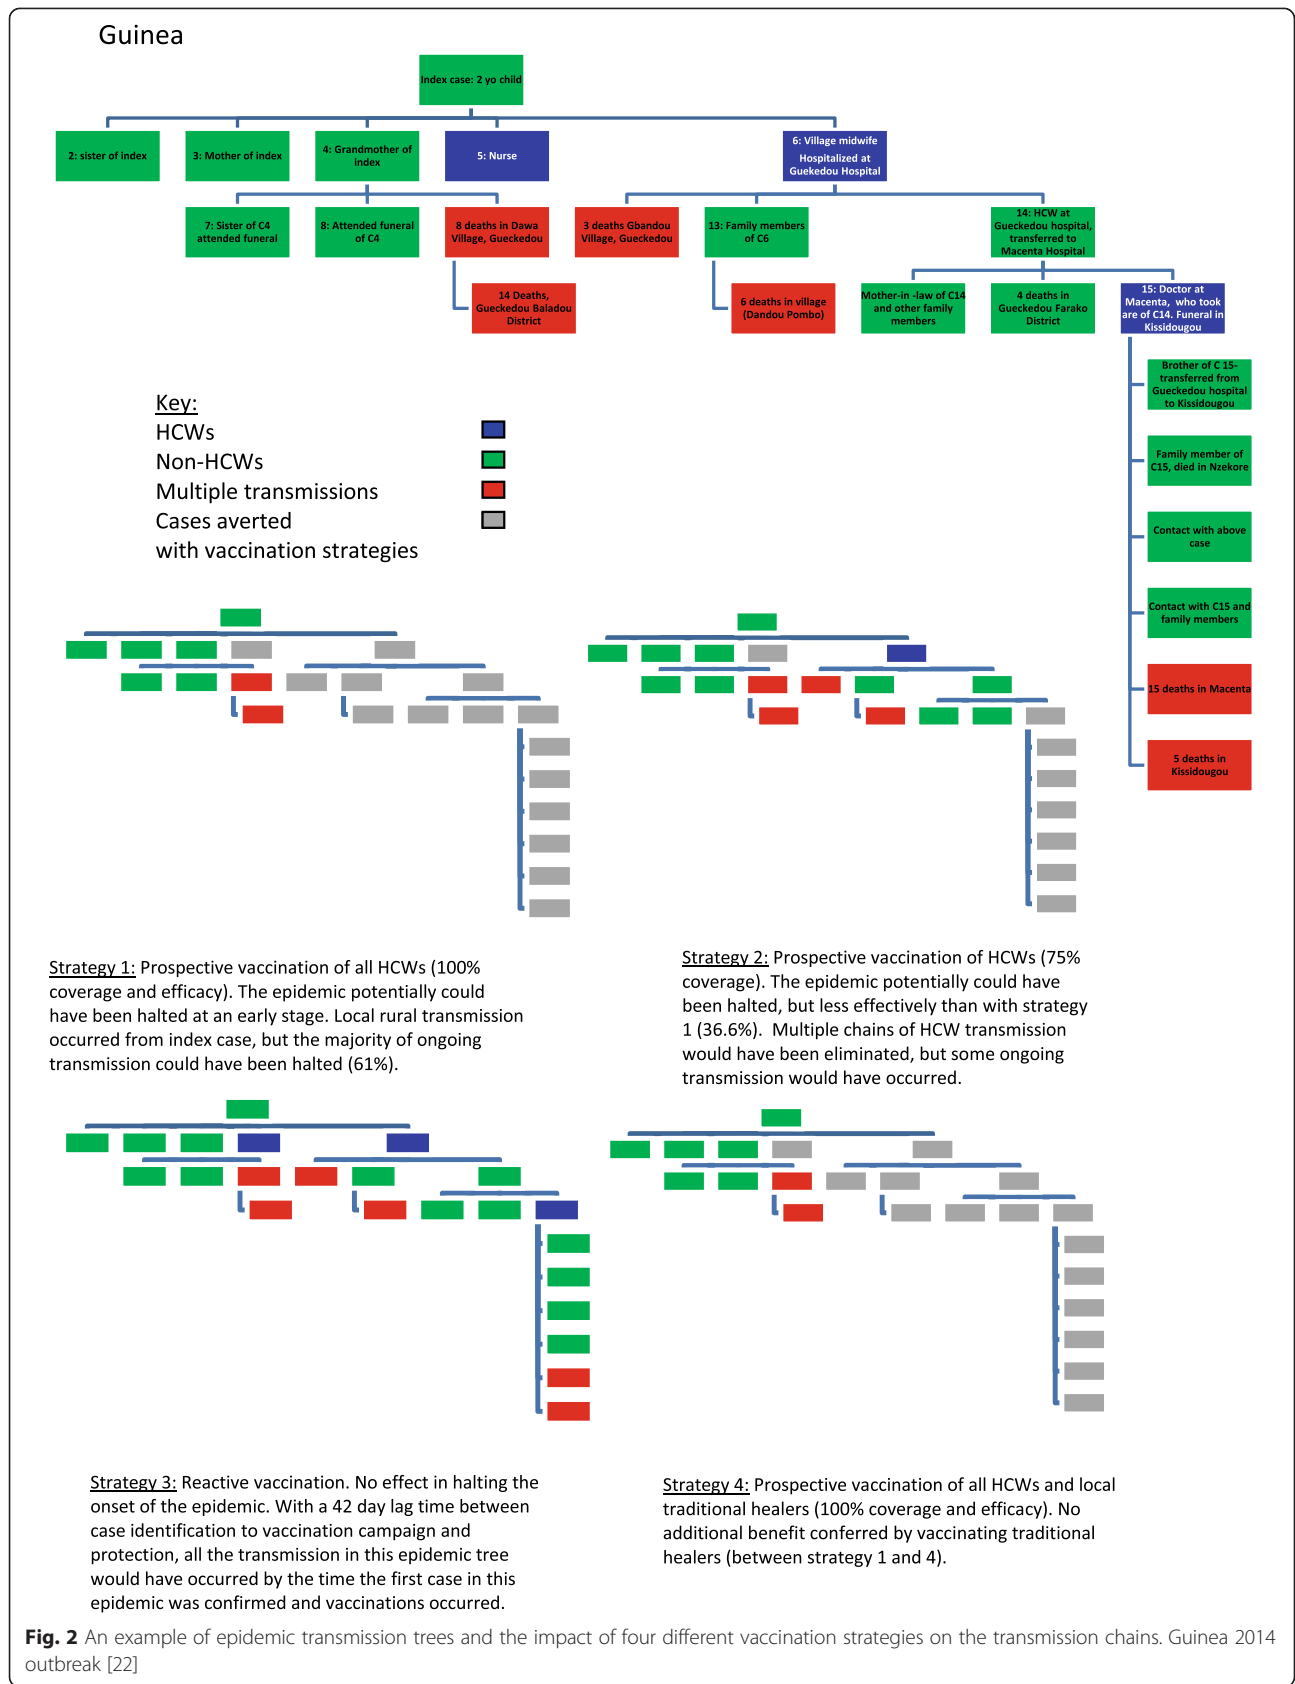 Guinea
Index case: 2 yo child
2: sister of index
3: Mother of index
4: Grandmother of
index
5: Nurse
6: Village midwife
Hospitalized at
Guekedou Hospital
7: Sister of C4
attended funeral
8: Attended funeral
of C4
8 deaths in Dawa
Village, Gueckedou
3 deaths Gbandou
Village, Gueckedou
13: Family members
of C6
14: HCW at
Gueckedou hospital,
transferred to
Macenta Hospital
14 Deaths,
Gueckedou Baladou
District
6 deaths in village
(Dandou Pombo)
Mother-in -law of C14
and other family
members
4 deaths in
Gueckedou Farako
District
15: Doctor at
Macenta, who took
are of C14. Funeral in
Kissidougou
Brother of C 15-
transferred from
Gueckedou hospital
to Kissidougou
Family member of
C15, died in Nzekore
Contact with above
case
Contact with C15 and
family members
15 deaths in Macenta
5 deaths in
Kissidougou
Key:
HCWs
Non-HCWs
Multiple transmissions
Cases averted
with vaccination strategies
Strategy 1: Prospective vaccination of all HCWs (100%
coverage and efficacy). The epidemic potentially could
have been halted at an early stage. Local rural transmission
occurred from index case, but the majority of ongoing
transmission could have been halted (61%).
Strategy 2: Prospective vaccination of HCWs (75%
coverage). The epidemic potentially could have
been halted, but less effectively than with strategy
1 (36.6%). Multiple chains of HCW transmission
would have been eliminated, but some ongoing
transmission would have occurred.
Strategy 3: Reactive vaccination. No effect in halting the
onset of the epidemic. With a 42 day lag time between
case identification to vaccination campaign and
protection, all the transmission in this epidemic tree
would have occurred by the time the first case in this
epidemic was confirmed and vaccinations occurred.
Strategy 4: Prospective vaccination of all HCWs and local
traditional healers (100% coverage and efficacy). No
additional benefit conferred by vaccinating traditional
healers (between strategy 1 and 4).
Fig. 2 An example of epidemic transmission trees and the impact of four different vaccination strategies on the transmission chains. Guinea 2014
outbreak [22]